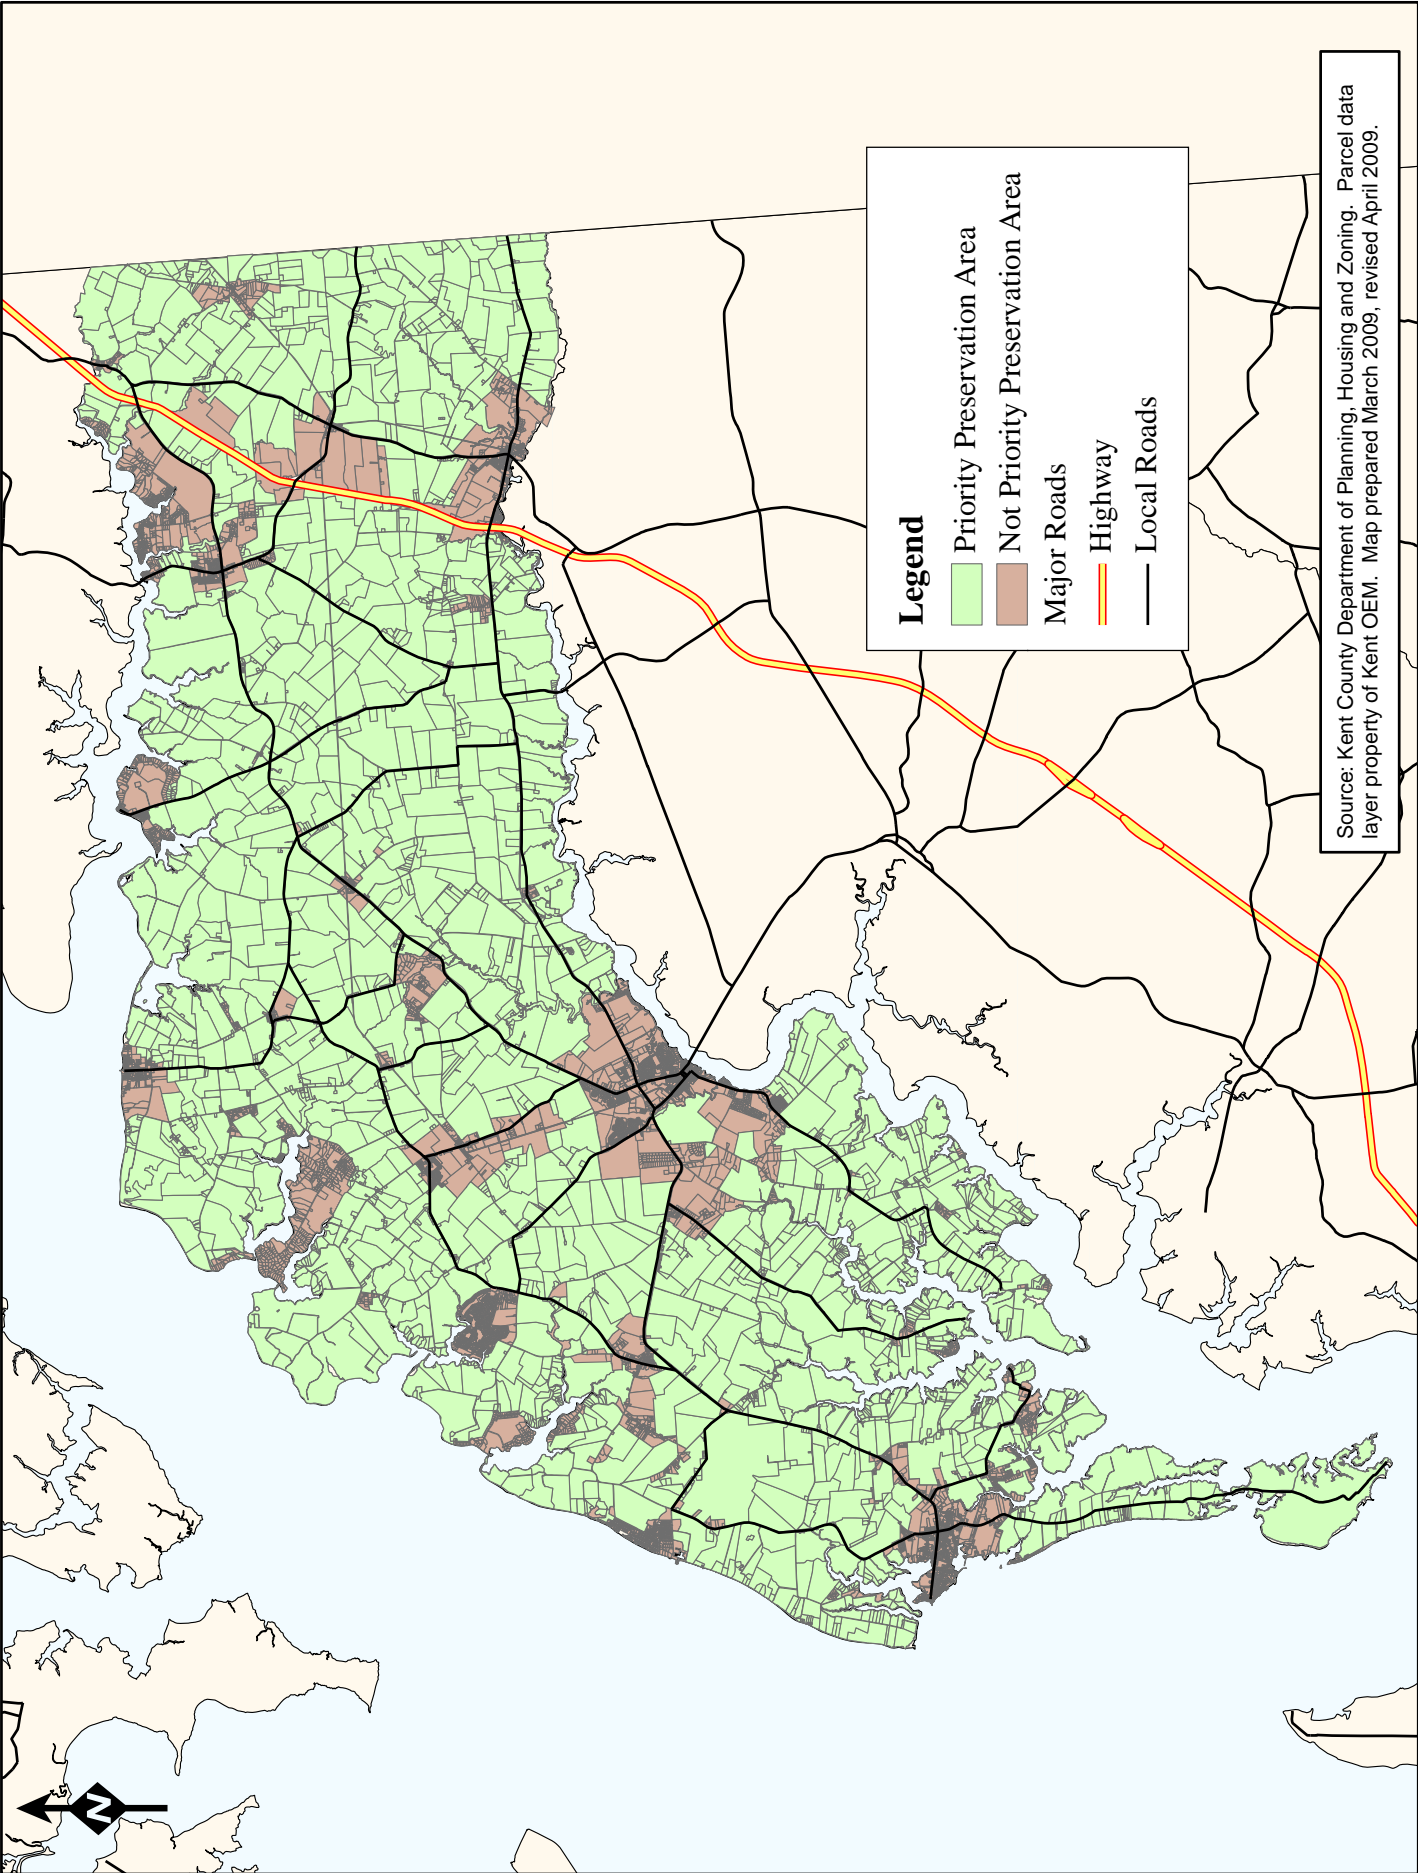 Legend
Priority Preservation Area
Not Priority Preservation Area
Major Roads
Highway
Local Roads
Source: Kent County Department of Planning, Housing and Zoning. Parcel data
layer property of Kent OEM. Map prepared March 2009, revised April 2009.
N